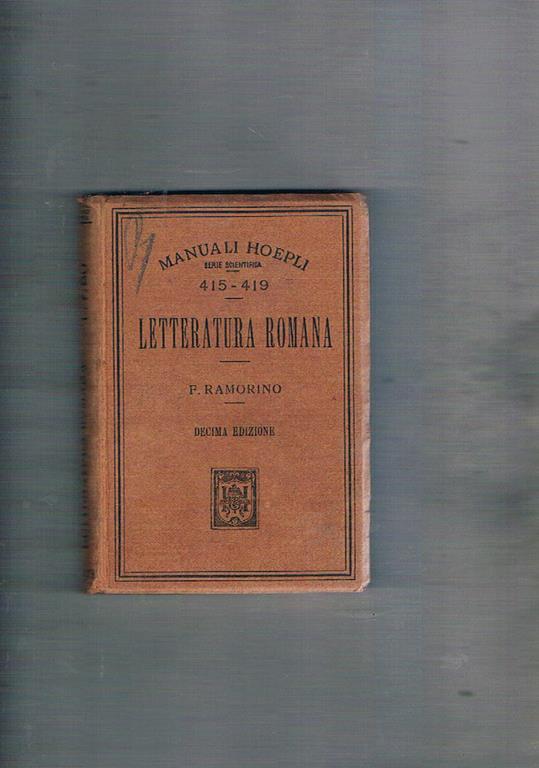 MANUALI HOEPLI
SERIE SCIENTIFICA
415-419
LETTERATURA ROMANA
F. RAMORINO
DECIMA EDIZIONE